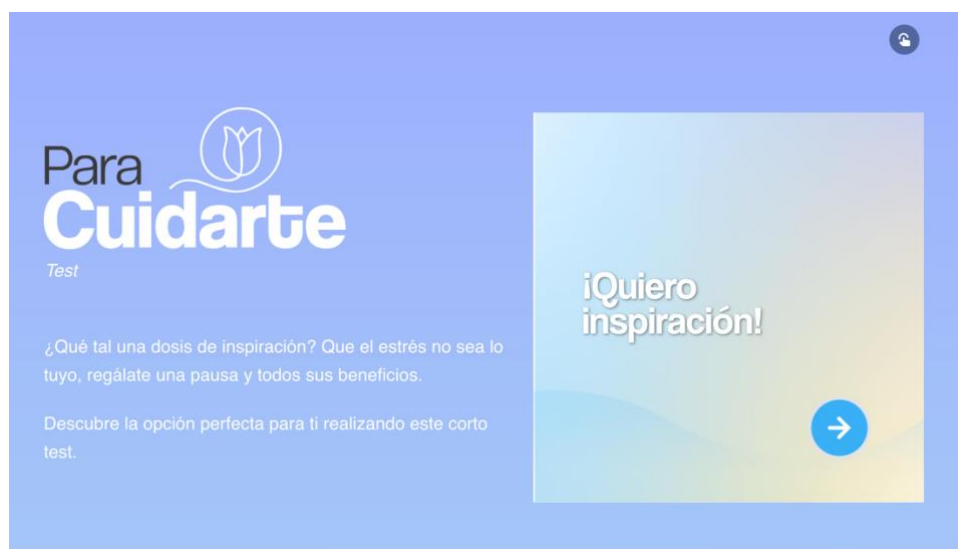 Para
Cuidarte
Test
¿Qué tal una dosis de inspiración? Que el estrés no sea lo
tuyo, regálate una pausa y todos sus beneficios.
Descubre la opción perfecta para ti realizando este corto
test.
¡Quiero
inspiración!